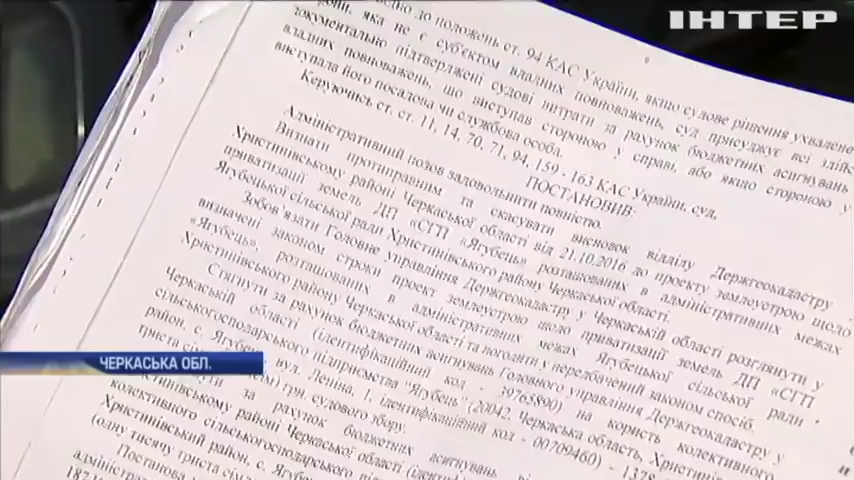 ІНТЕР
до положень ст. 94 КАС України, якщо судове рішення ухвалене
яка не є суб'єктом владних повноважень, суд присуджує всі здійс
документально підтверджені судові витрати за рахунок бюджетних асигнувань
владних повноважень, що виступав стороною у справі, або якщо стороною у
виступала його посадова чи службова особа.
Керуючись ст. ст. 11, 14, 70, 71, 94, 159 - 163 КАС України, суд,
ПОСТАНОВИВ:
Адміністративний позов задовольнити повністю.
Визнати протиправним та скасувати висновок відділу Держгеокадастру
Христинівському районі Черкаської області від 21.10.2016 до проекту землеустрою щодо
приватизації земель ДП «СГП «Ягубець» розташованих в адміністративних межах
Ягубецької сільської ради Христинівського району Черкаської області.
Зобов'язати Головне управління Держгеокадастру у Черкаській області розглянути у
визначені законом строки проект землеустрою щодо приватизації земель ДП «СГП
«Ягубець», розташованих в адміністративних межах Ягубецької сільської ради
Христинівського району Черкаської області та погодити у передбачений законом спосіб.
Стягнути за рахунок бюджетних асигнувань Головного управління Держгеокадастру у
Черкаській області (ідентифікаційний код - 39765890) на користь колективного
сільськогосподарського підприємства "Ягубець" (20042, Черкаська область, Христинів
район, с. Ягубець, вул. Леніна, 1, ідентифікаційний код - 00709460) - 1378
триста сім грн. судового збору.
за рахунок бюджетних асигнувань
районі Черкаської області
колективного сільськогосподарського
Христинівський район, с. Ягубець
(одну тисячу триста сім
Постанова
адміністра
187
ЧЕРКАСЬКА ОБЛ.